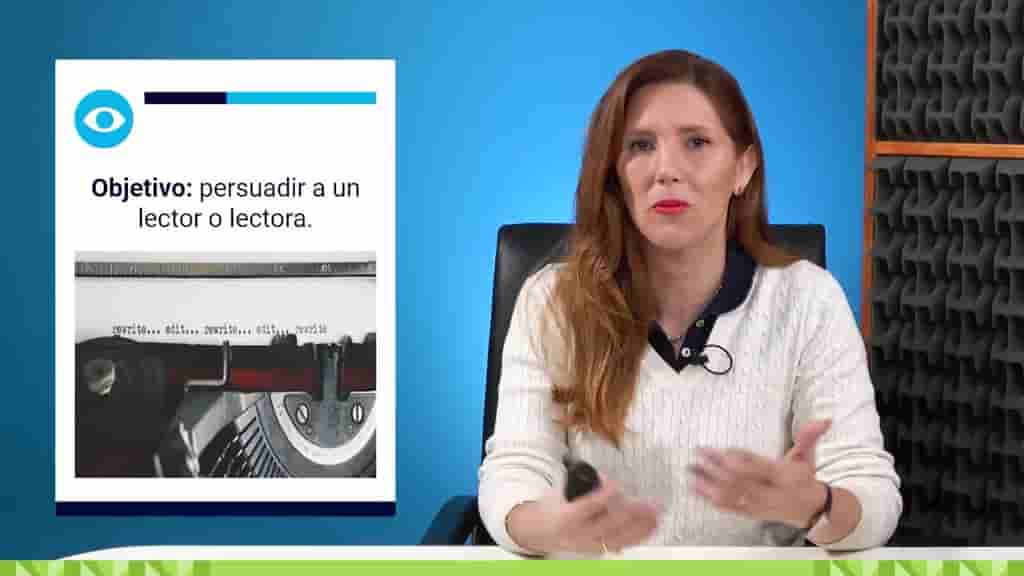 Objetivo: persuadir a un
lector o lectora.
rewrite... edit... rewrite... edit... rewrite